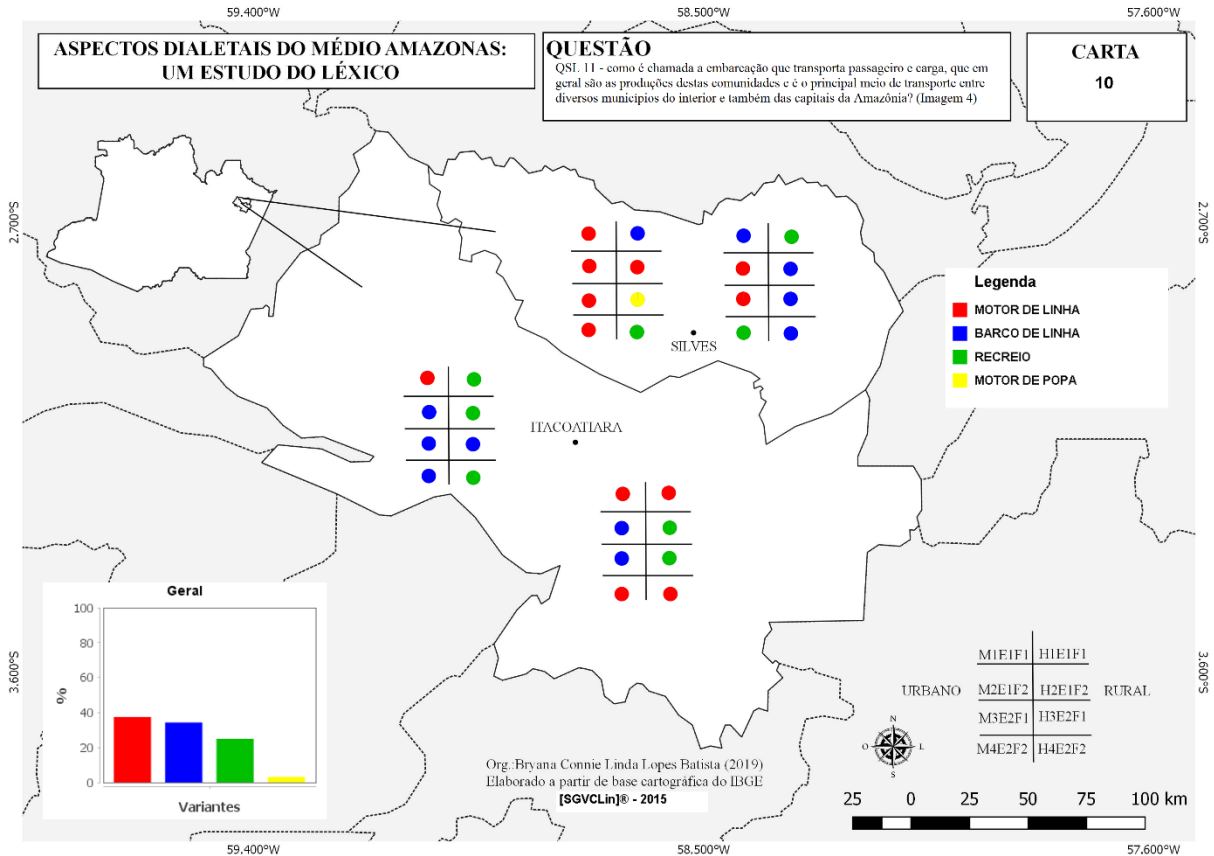 59.400°W 58.500°W 57.600°W
ASPECTOS DIALETAIS DO MÉDIO AMAZONAS:
UM ESTUDO DO LÉXICO
QUESTÃO
QSL 11 - como é chamada a embarcação que transporta passageiro e carga, que em
geral são as produções destas comunidades e é o principal meio de transporte entre
diversos municípios do interior e também das capitais da Amazônia? (Imagem 4)
CARTA
10
2.700°S
2.700°S
SILVES
Legenda
MOTOR DE LINHA
BARCO DE LINHA
RECREIO
MOTOR DE POPA
ITACOATIARA
Geral
100
80
60
40
20
0
%
Variantes
3.600°S
3.600°S
M1E1F1 H1E1F1
URBANO M2E1F2 H2E1F2 RURAL
M3E2F1 H3E2F1
M4E2F2 H4E2F2
N
O L
S
Org.:Bryana Connie Linda Lopes Batista (2019)
Elaborado a partir de base cartográfica do IBGE
[SGVCLin]® - 2015
25 0 25 50 75 100 km
59.400°W 58.500°W 57.600°W